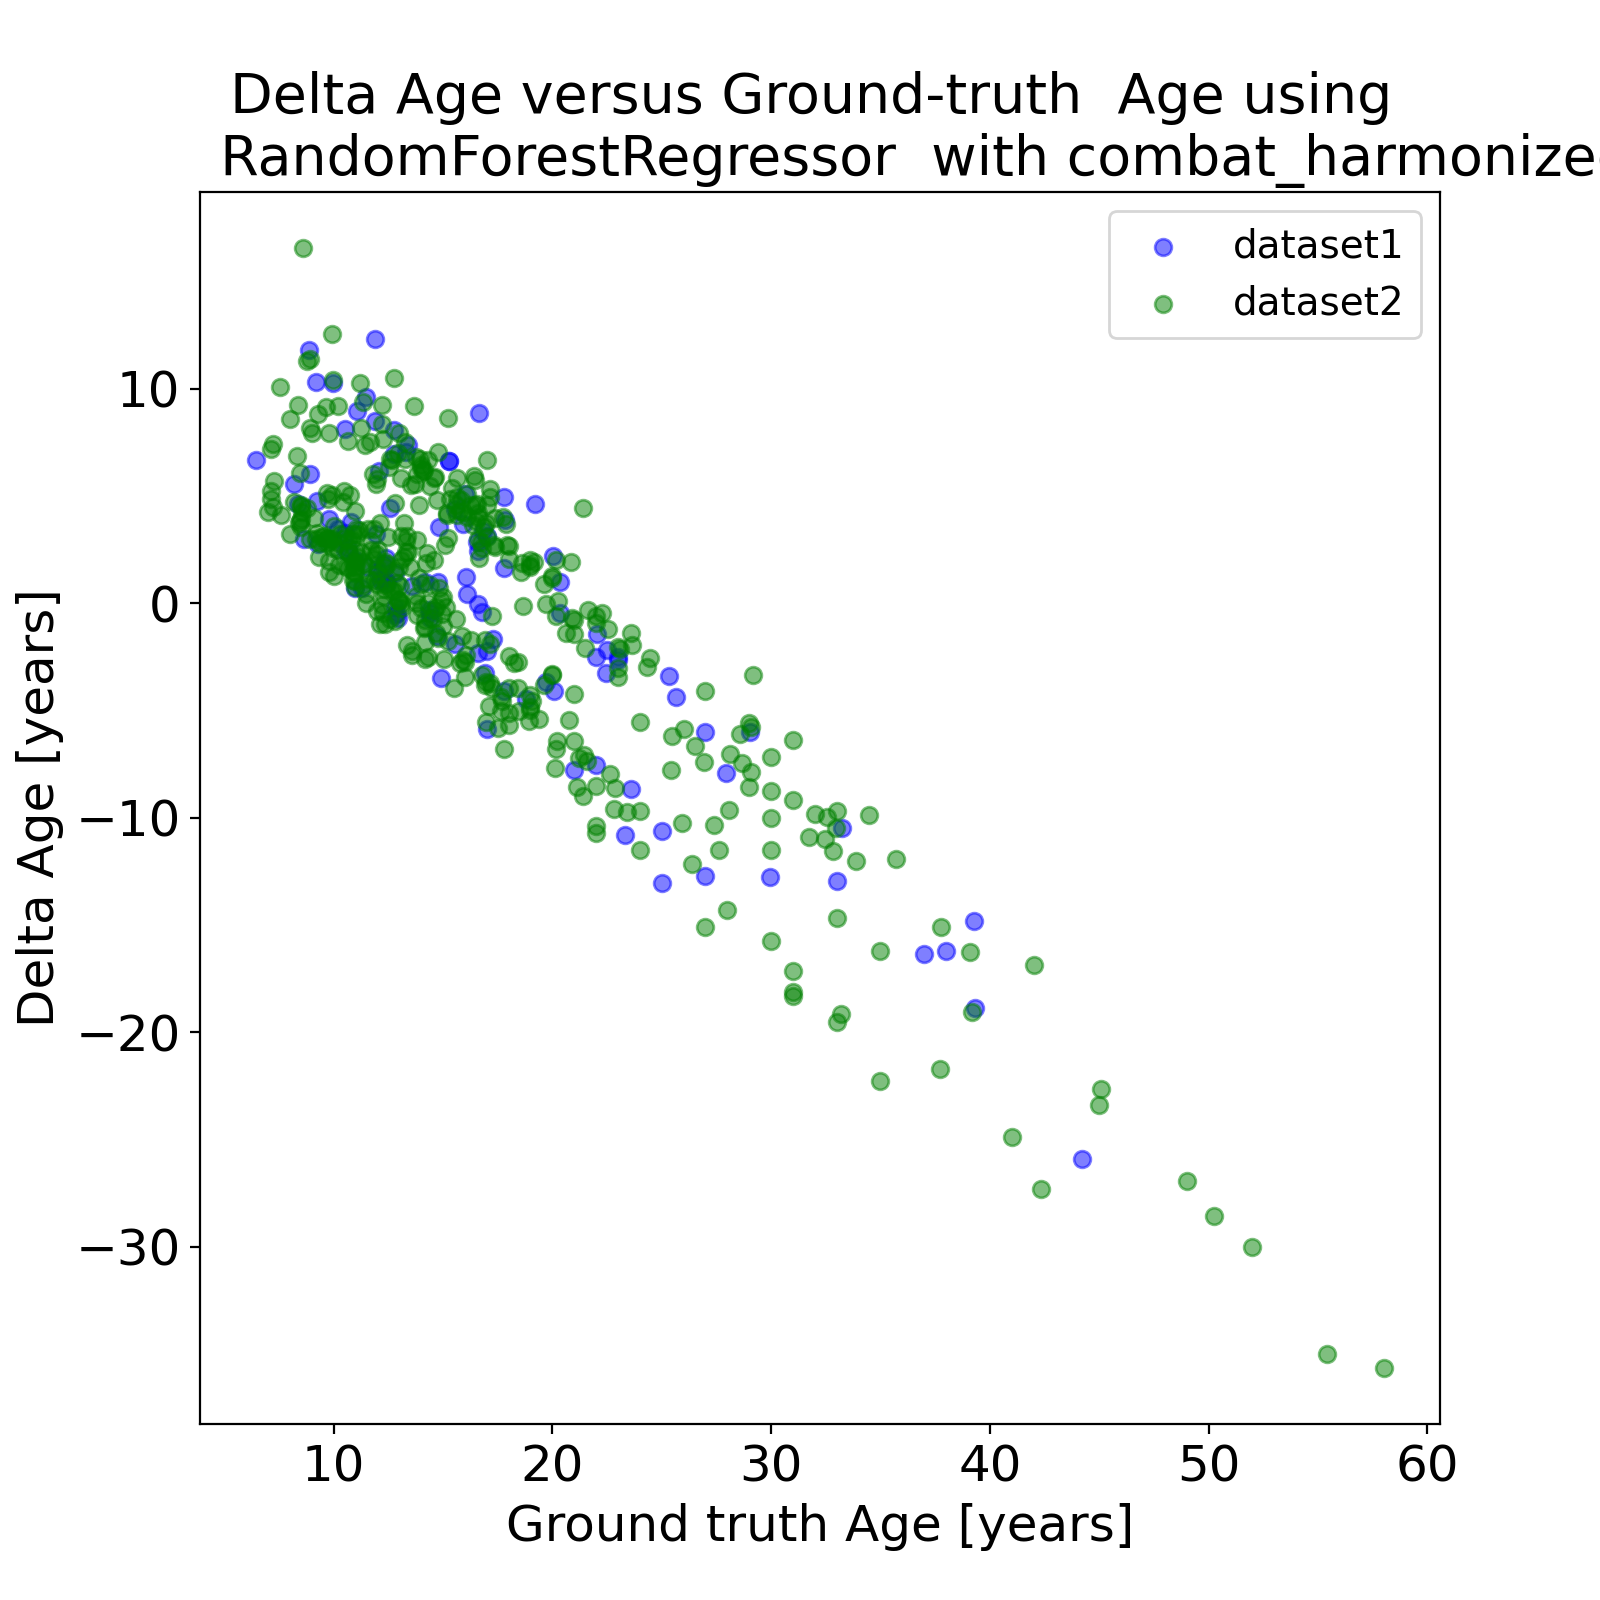 Delta Age versus Ground-truth  Age using
RandomForestRegressor  with combat_harmonize
dataset1
dataset2
Delta Age [years]
10
0
−10
−20
−30
10 20 30 40 50 60
Ground truth Age [years]